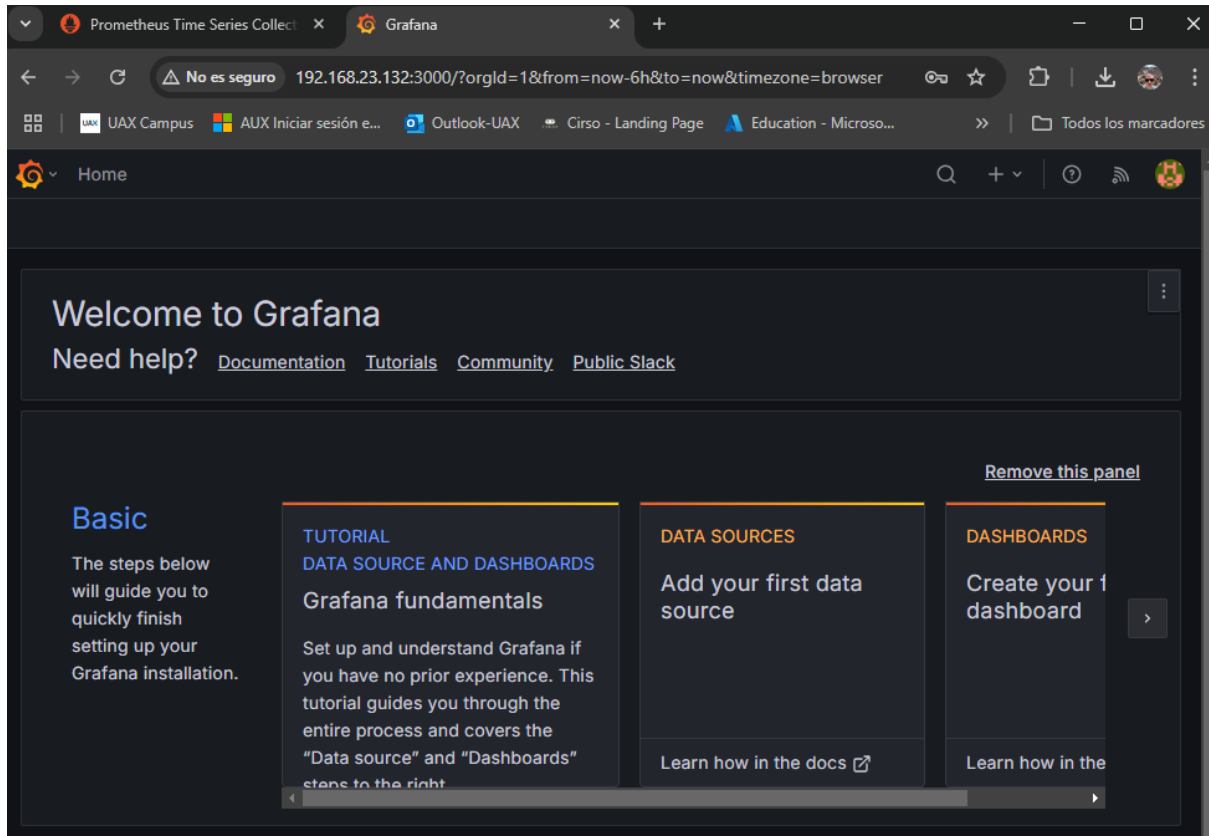 Prometheus Time Series Collect
Grafana
No es seguro 192.168.23.132:3000/?orgId=1&from=now-6h&to=now&timezone=browser
UAX UAX Campus AUX Iniciar sesión e... Outlook-UAX Cirso - Landing Page Education - Microso... Todos los marcadores
Home
Welcome to Grafana
Need help? Documentation Tutorials Community Public Slack
Remove this panel
Basic
The steps below
will guide you to
quickly finish
setting up your
Grafana installation.
TUTORIAL
DATA SOURCE AND DASHBOARDS
Grafana fundamentals
Set up and understand Grafana if
you have no prior experience. This
tutorial guides you through the
entire process and covers the
“Data source” and “Dashboards”
steps to the right.
DATA SOURCES
Add your first data
source
Learn how in the docs
DASHBOARDS
Create your f
dashboard
Learn how in the